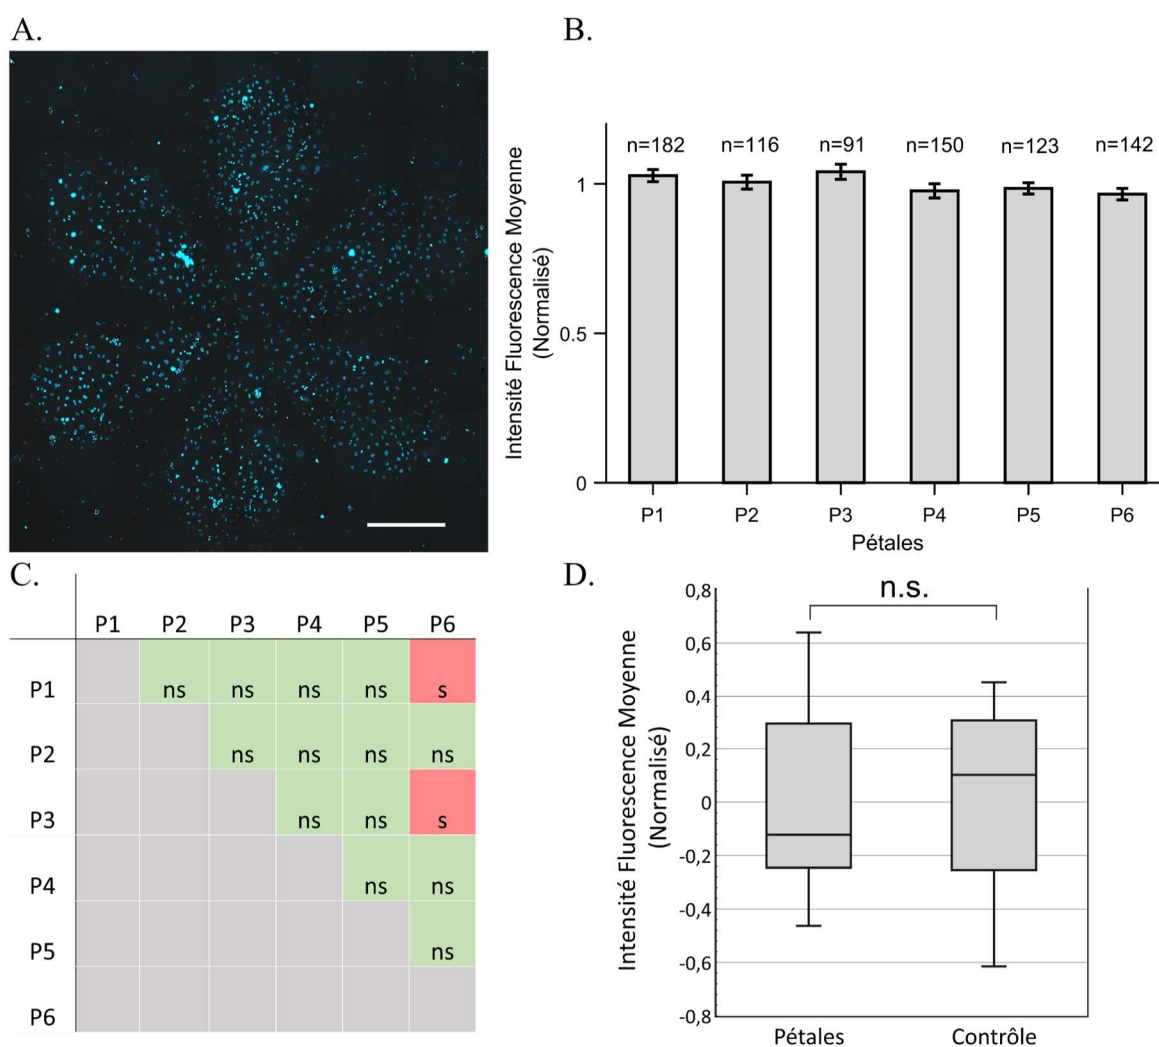 A.
B.
Intensité Fluorescence Moyenne
(Normalisé)
n=182 n=116 n=91 n=150 n=123 n=142
1
0.5
0
P1 P2 P3 P4 P5 P6
Pétales
C.
P1 P2 P3 P4 P5 P6
P1 ns ns ns ns s
P2 ns ns ns ns
P3 ns ns s
P4 ns ns
P5 ns
P6
D.
n.s.
Intensité Fluorescence Moyenne
(Normalisé)
0,8
0,6
0,4
0,2
0
-0,2
-0,4
-0,6
-0,8
Pétales Contrôle